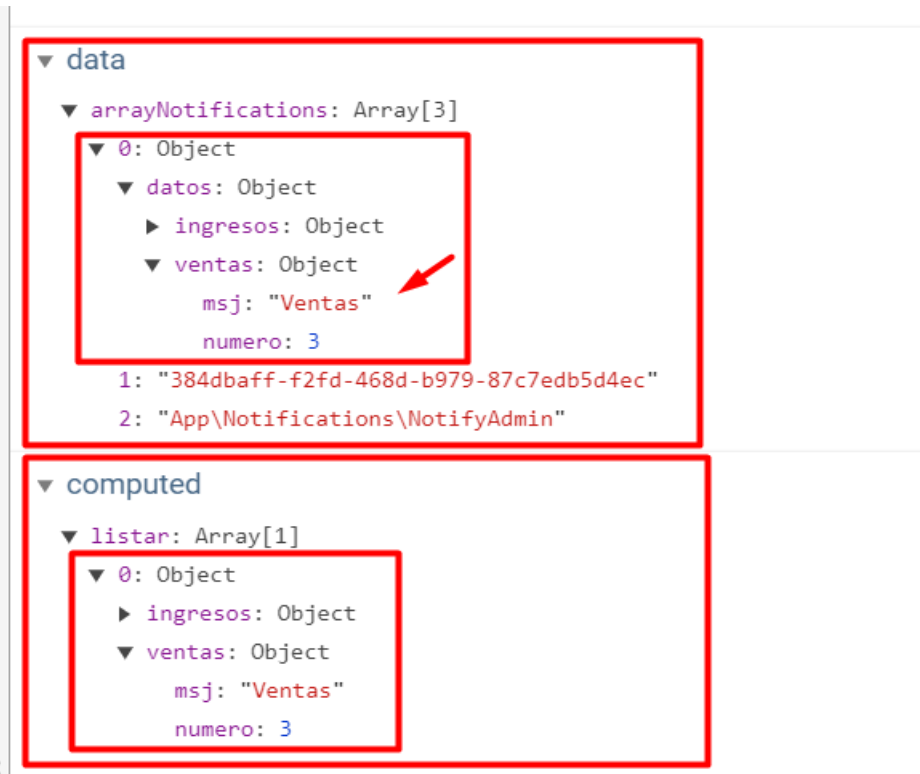 data
arrayNotifications: Array[3]
0: Object
datos: Object
ingresos: Object
ventas: Object
msj: "Ventas"
numero: 3
1: "384dbaff-f2fd-468d-b979-87c7edb5d4ec"
2: "App\Notifications\NotifyAdmin"
computed
listar: Array[1]
0: Object
ingresos: Object
ventas: Object
msj: "Ventas"
numero: 3